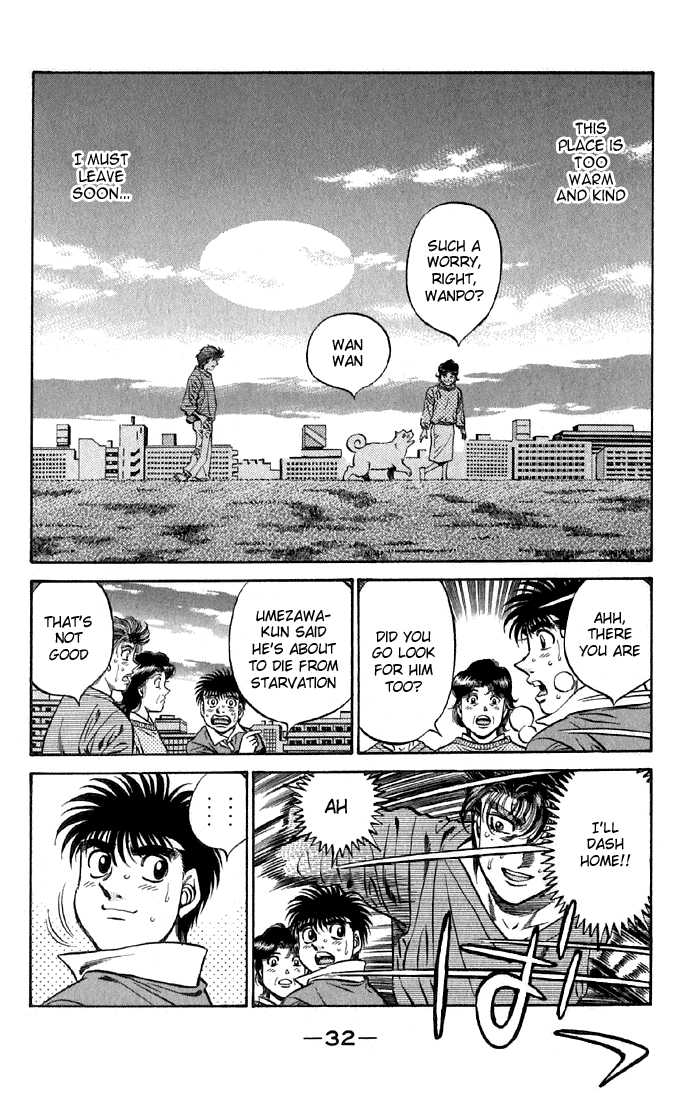 THIS
PLACE IS
TOO
WARM
AND KIND
I MUST
LEAVE
SOON...
SUCH A
WORRY,
RIGHT,
WANPO?
WAN
WAN
AHH,
THERE
YOU ARE
DID YOU
GO LOOK
FOR HIM
TOO?
UMEZAWA-
KUN SAID
HE'S ABOUT
TO DIE FROM
STARVATION
THAT'S
NOT
GOOD
I'LL
DASH
HOME!!
AH
ばっ
......
—32—